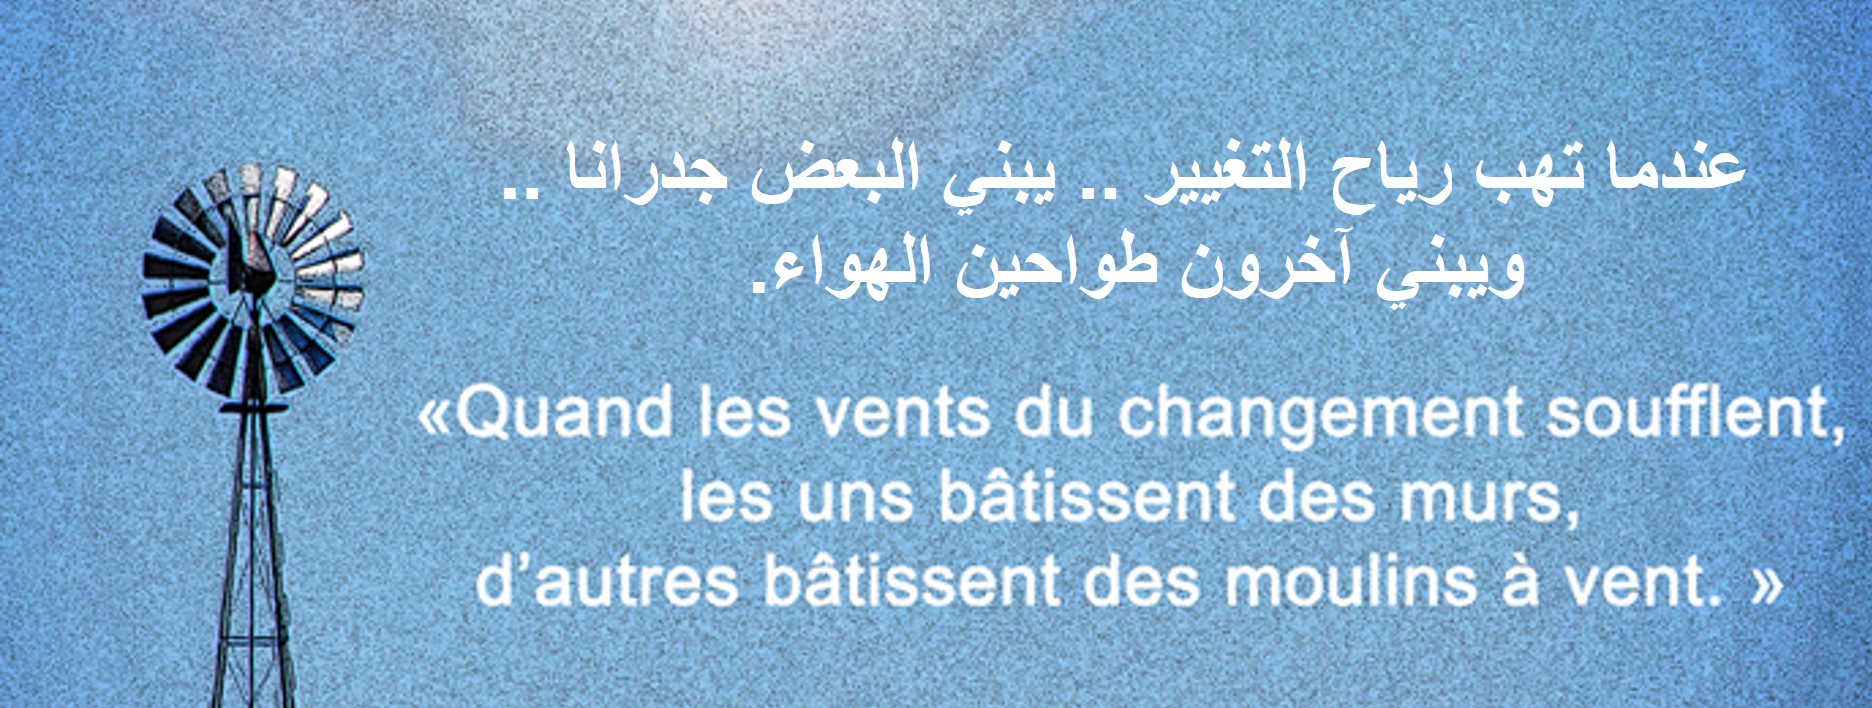 عندما تهب رياح التغيير .. يبني البعض جدرانا ..
ويبني آخرون طواحين الهواء.
«Quand les vents du changement soufflent,
les uns bâtissent des murs,
d’autres bâtissent des moulins à vent. »